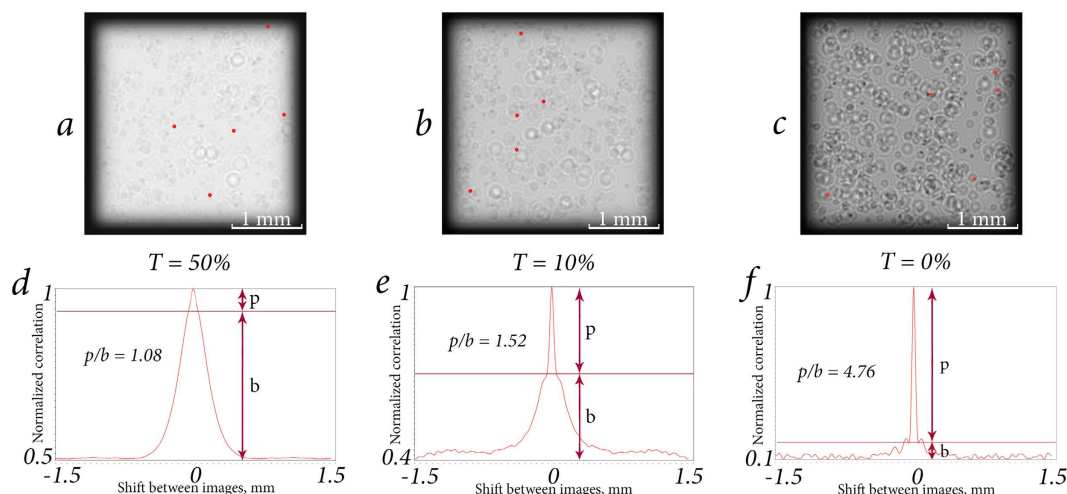 a
1 mm
b
1 mm
c
1 mm
T = 50%
T = 10%
T = 0%
d
1
0.5
Normalized correlation
p/b = 1.08
p
b
-1.5
0
1.5
Shift between images, mm
e
1
0.4
Normalized correlation
p/b = 1.52
p
b
-1.5
0
1.5
Shift between images, mm
f
1
0.1
Normalized correlation
p/b = 4.76
p
b
-1.5
0
1.5
Shift between images, mm